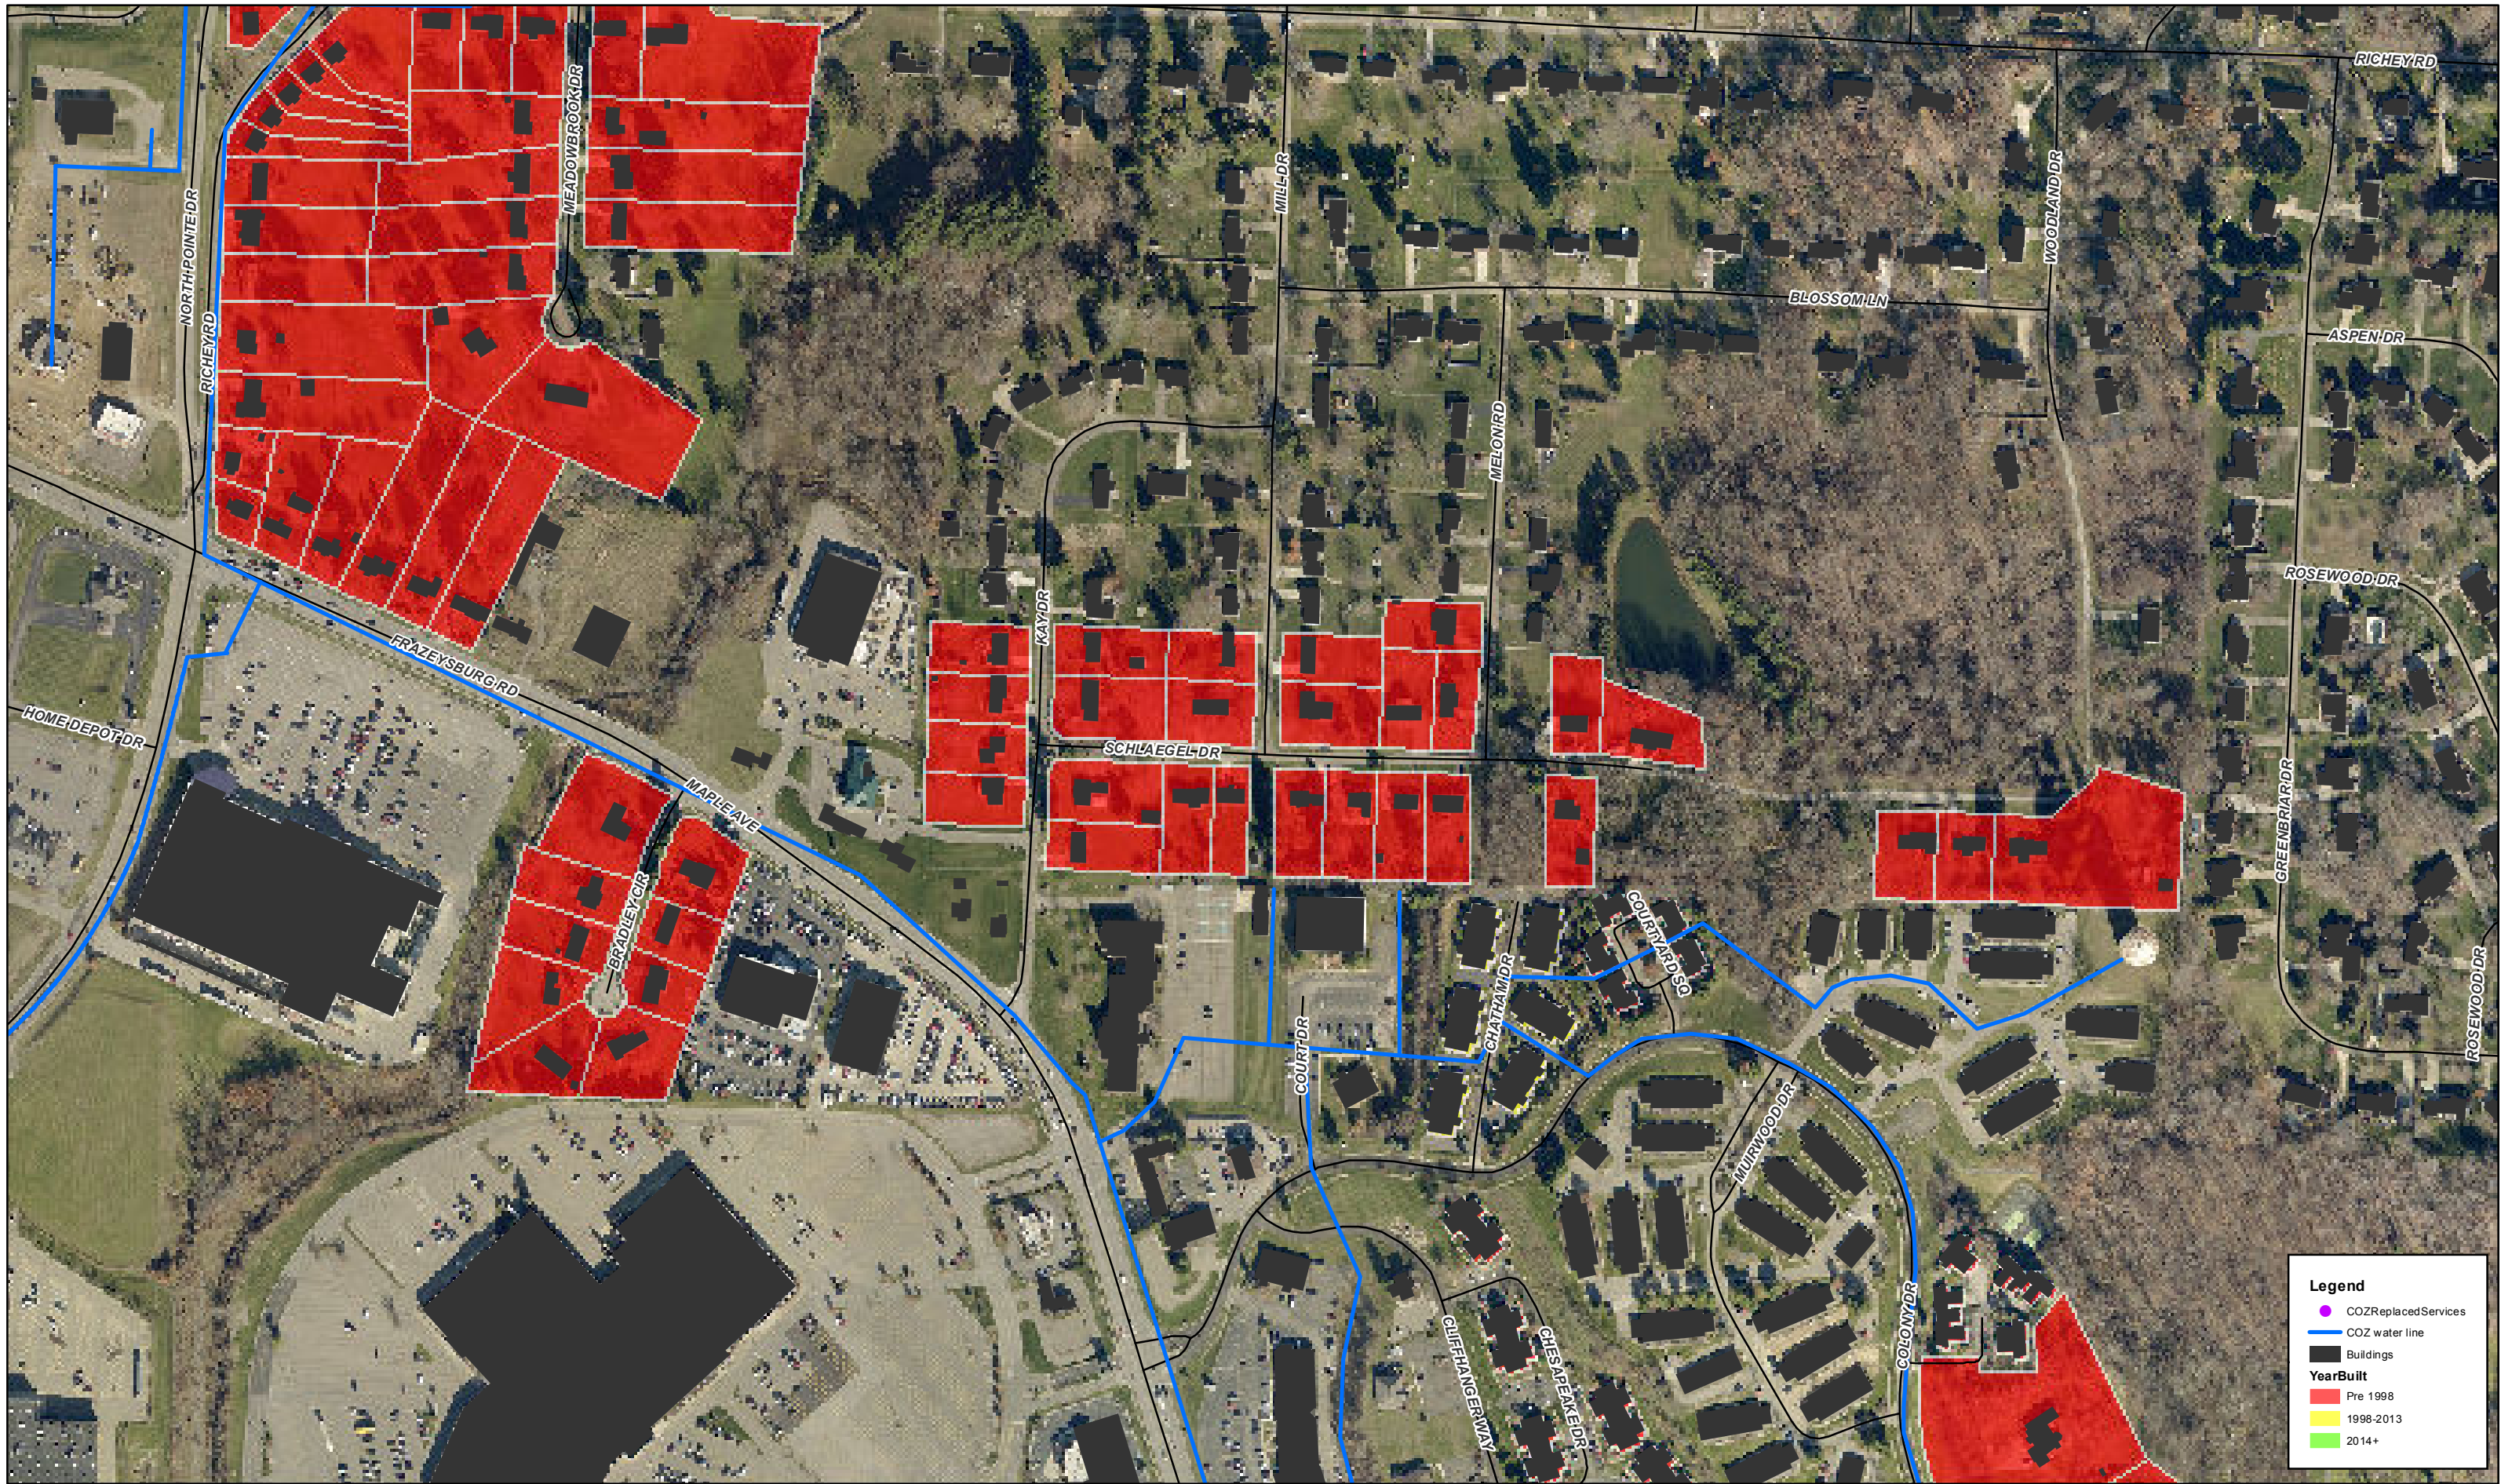 RICHEY RD
MEADOWBROOK DR
MILL DR
WOODLAND DR
NORTH POINTE DR
RICHEY RD
BLOSSOM LN
ASPEN DR
MELON RD
ROSEWOOD DR
KAY DR
FRAZEYSBURG RD
HOME DEPOT DR
SCHLAEGEL DR
MAPLE AVE
GREENBRIAR DR
BRADLEY CIR
COURTYARD SQ
CHATHAM DR
ROSEWOOD DR
COURT DR
MUIRWOOD DR
COLONY DR
CLIFFHANGER WAY
CHESAPEAKE DR
Legend
COZReplacedServices
COZ water line
Buildings
YearBuilt
Pre 1998
1998-2013
2014+